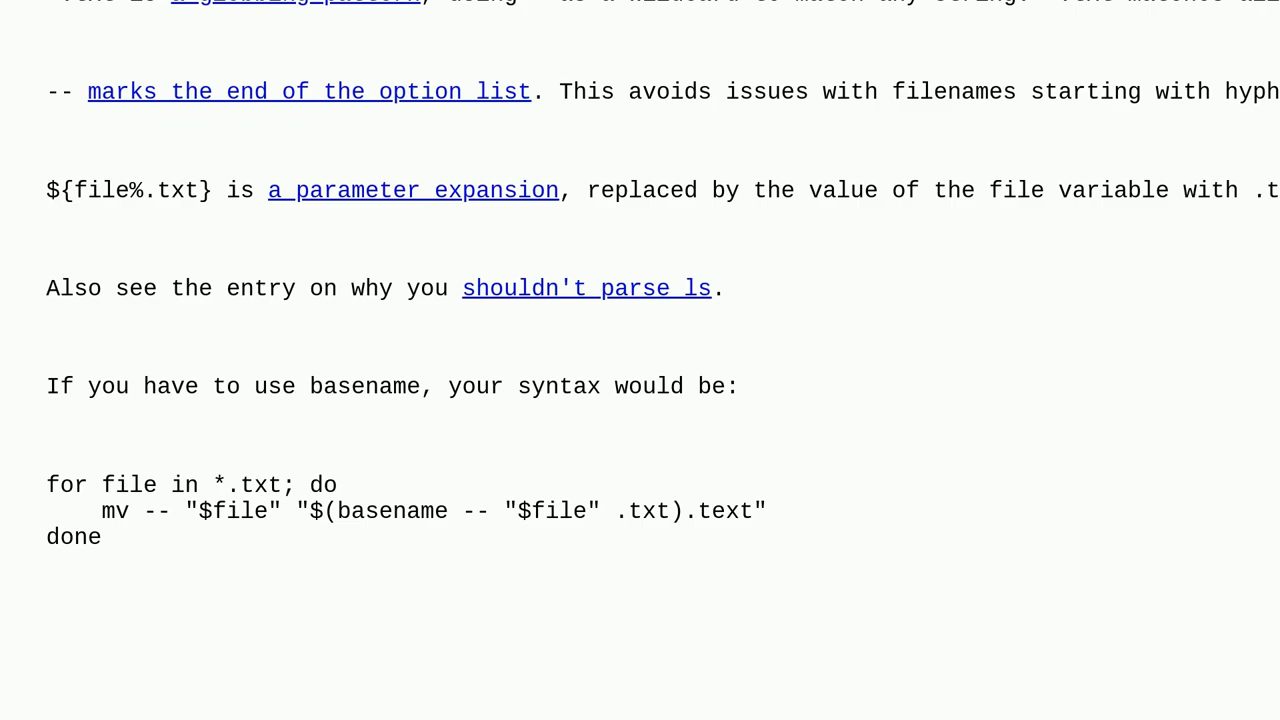 a globbing pattern
-- marks the end of the option list. This avoids issues with filenames starting with hyph
${file%.txt} is a parameter expansion, replaced by the value of the file variable with .t
Also see the entry on why you shouldn't parse ls.
If you have to use basename, your syntax would be:
for file in *.txt; do
    mv -- "$file" "$(basename -- "$file" .txt).text"
done